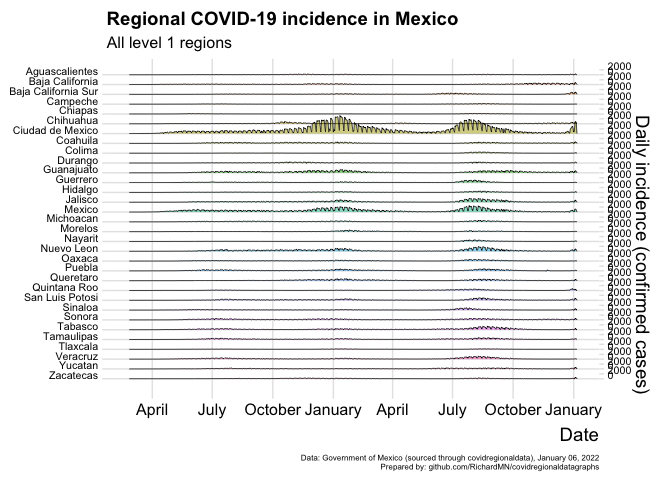 Regional COVID-19 incidence in Mexico
All level 1 regions
Aguascalientes
Baja California
Baja California Sur
Campeche
Chiapas
Chihuahua
Ciudad de Mexico
Coahuila
Colima
Durango
Guanajuato
Guerrero
Hidalgo
Jalisco
Mexico
Michoacan
Morelos
Nayarit
Nuevo Leon
Oaxaca
Puebla
Queretaro
Quintana Roo
San Luis Potosi
Sinaloa
Sonora
Tabasco
Tamaulipas
Tlaxcala
Veracruz
Yucatan
Zacatecas
2000
0
Daily incidence (confirmed cases)
April July October January April July October January
Date
Data: Government of Mexico (sourced through covidregionaldata), January 06, 2022
Prepared by: github.com/RichardMN/covidregionaldatagraphs